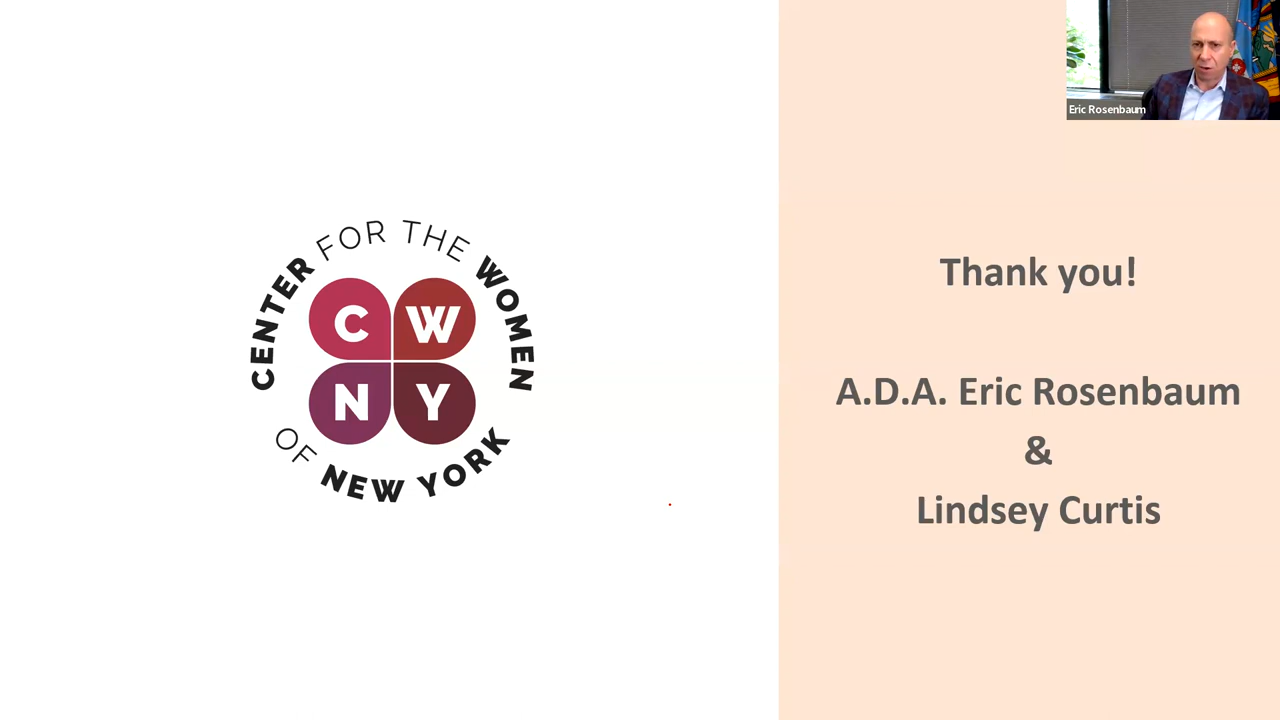 Eric Rosenbaum
CENTER FOR THE WOMEN
OF NEW YORK
C W
N Y
Thank you!
A.D.A. Eric Rosenbaum
&
Lindsey Curtis